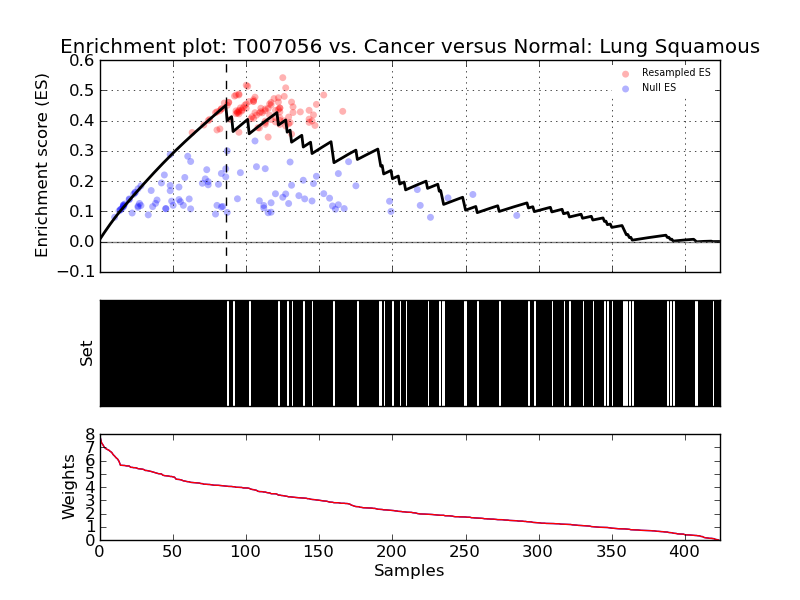 Enrichment plot: T007056 vs. Cancer versus Normal: Lung Squamous
0.6
0.5
0.4
0.3
0.2
0.1
0.0
−0.1
Enrichment score (ES)
Resampled ES
Null ES
Set
8
7
6
5
4
3
2
1
0
Weights
0 50 100 150 200 250 300 350 400
Samples